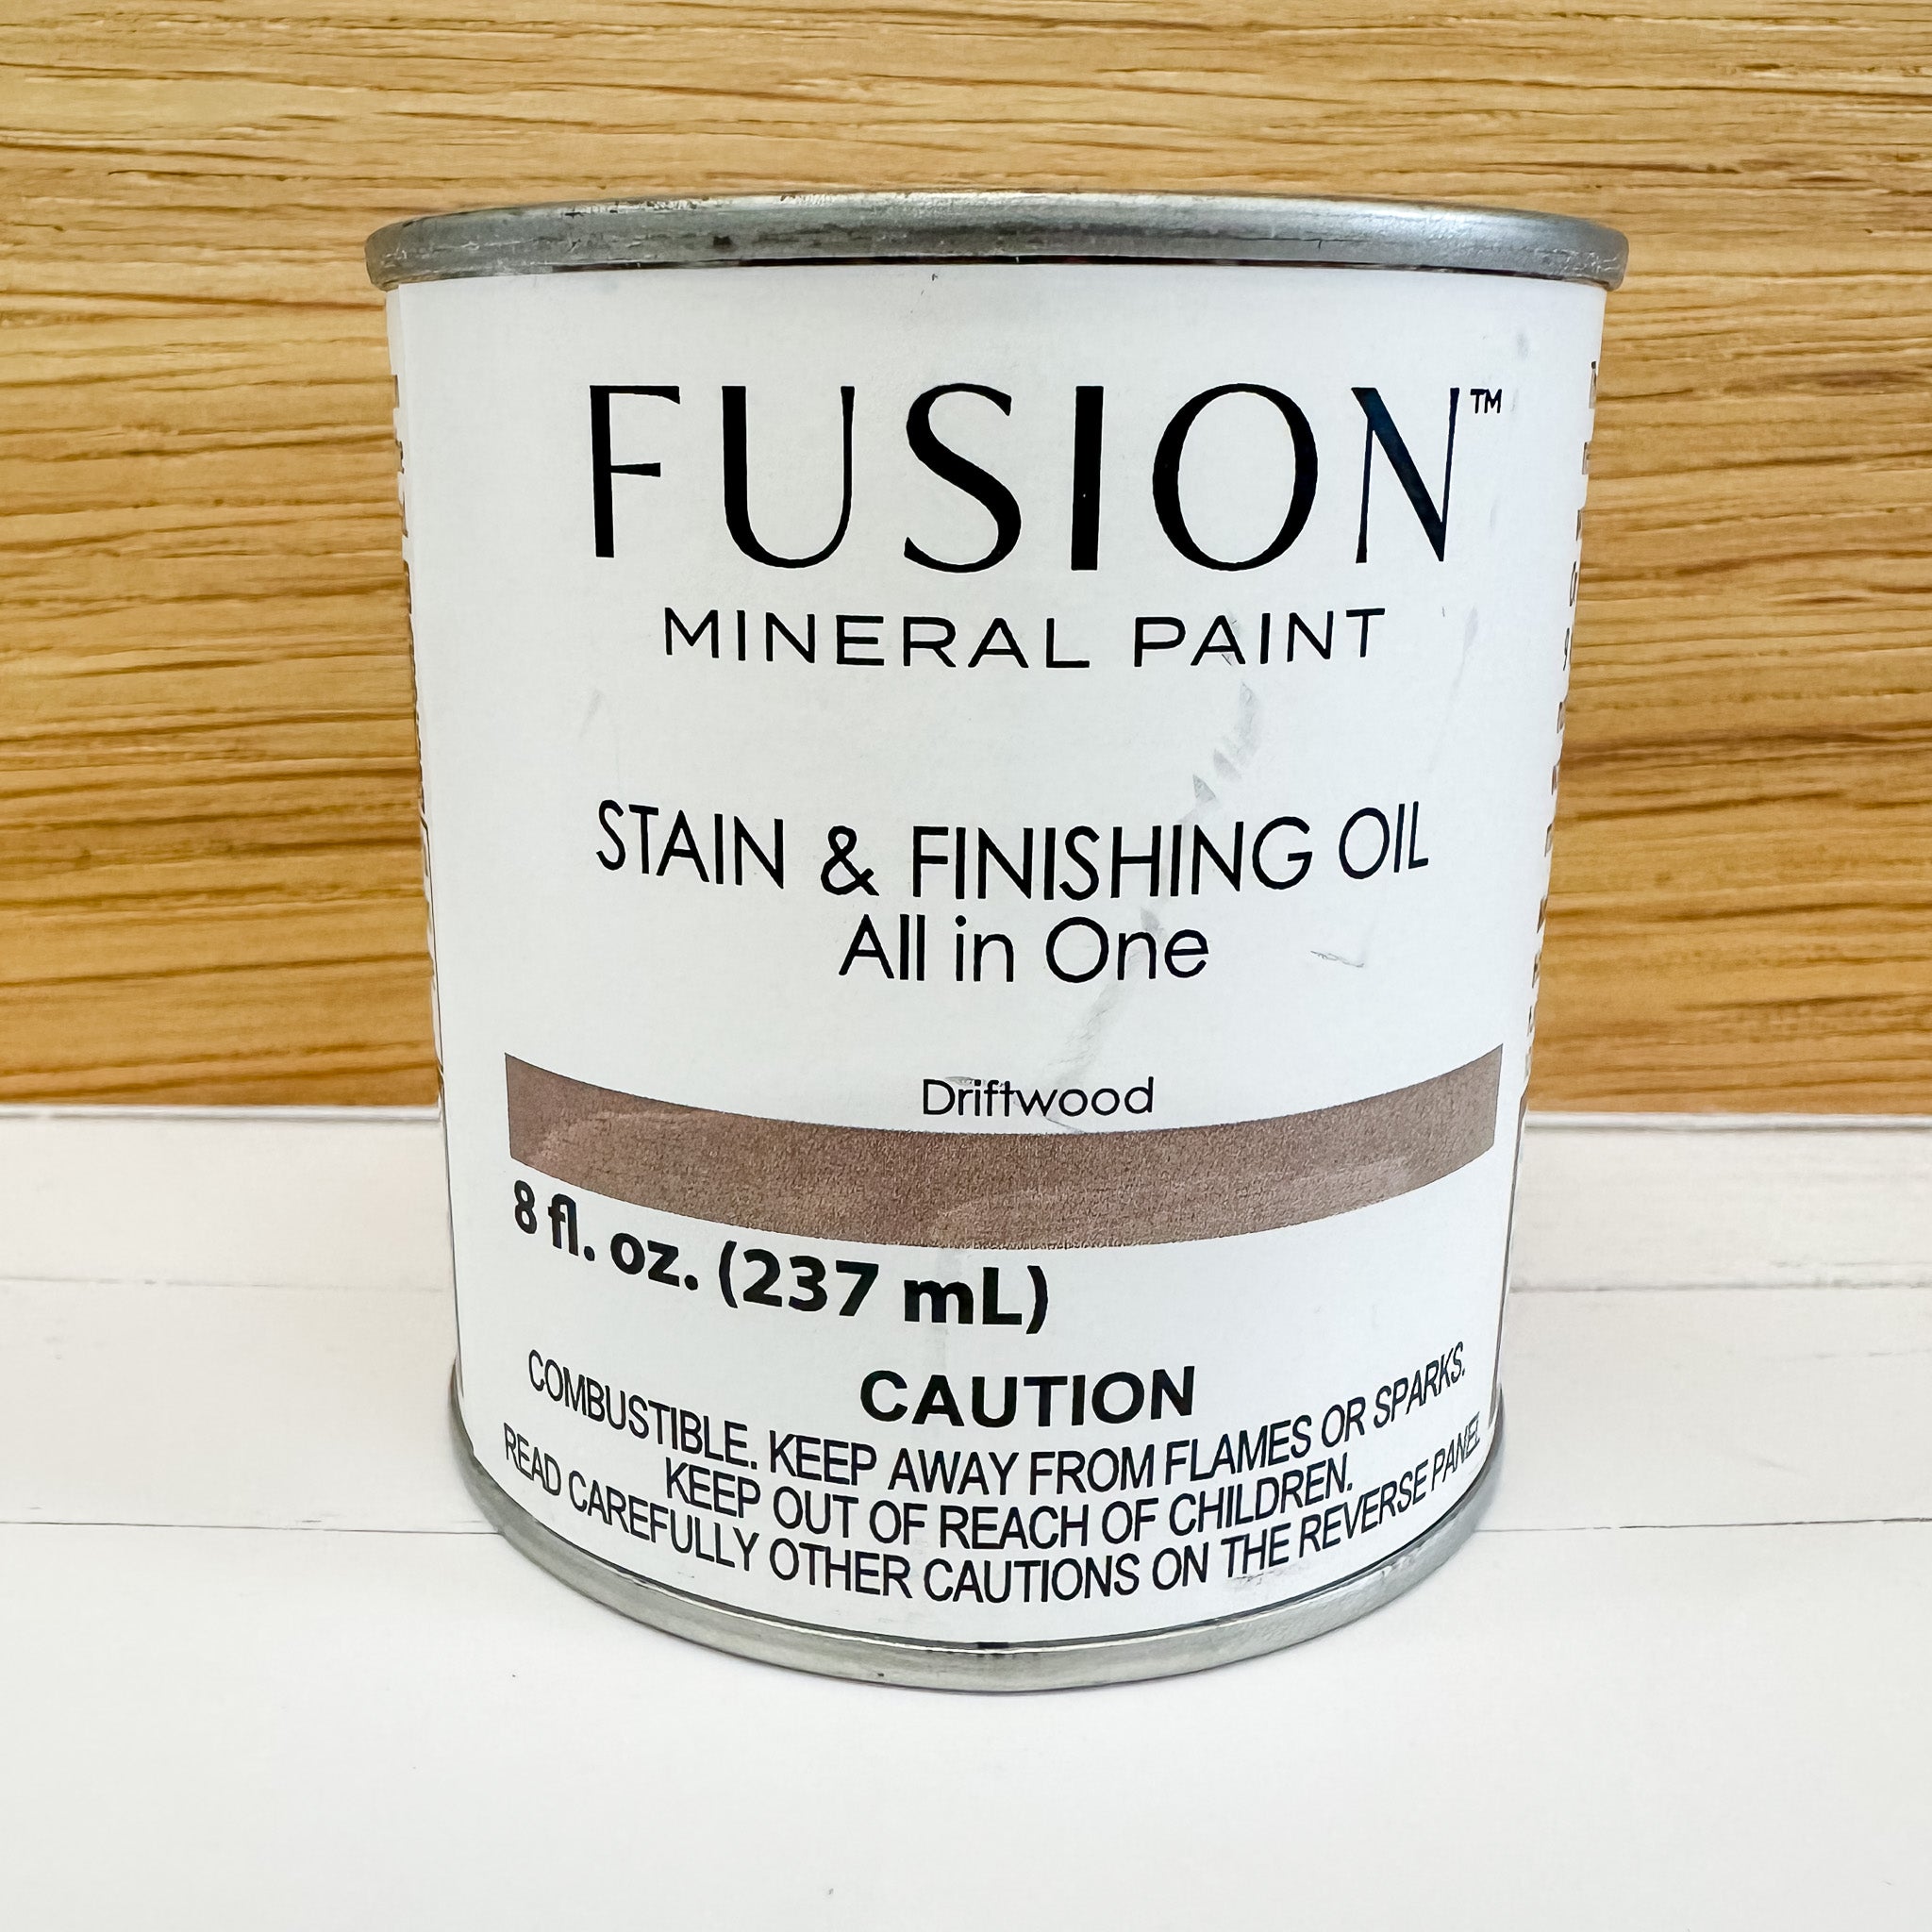 FUSION™
MINERAL PAINT
STAIN & FINISHING OIL
All in One
Driftwood
8 fl. oz. (237 mL)
CAUTION
COMBUSTIBLE. KEEP AWAY FROM FLAMES OR SPARKS.
KEEP OUT OF REACH OF CHILDREN.
READ CAREFULLY OTHER CAUTIONS ON THE REVERSE PANEL